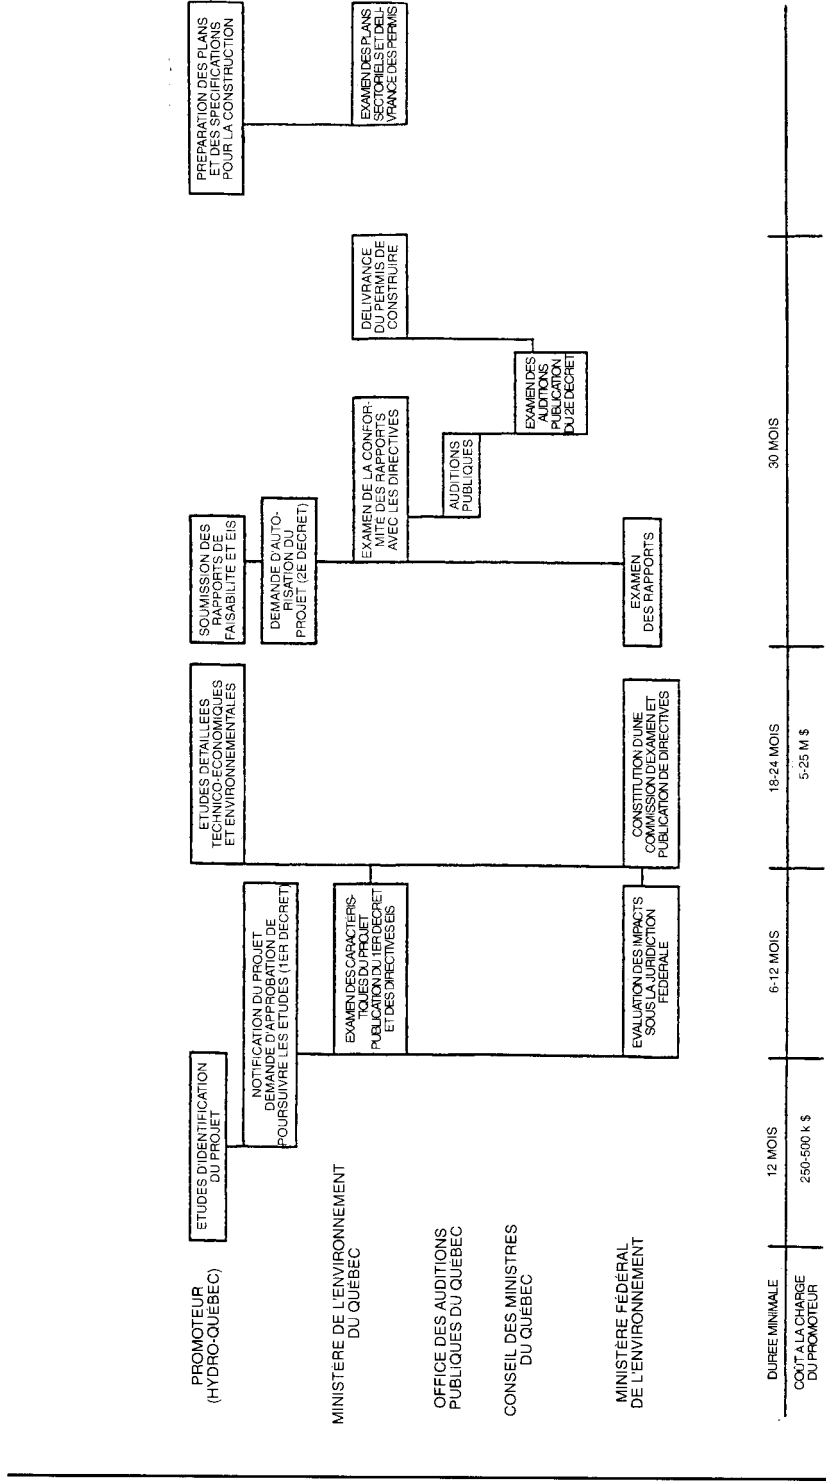 PROMOTEUR
(HYDRO-QUÉBEC)
ETUDES D'IDENTIFICATION
DU PROJET
NOTIFICATION DU PROJET
DEMANDE D'APPROBATION DE
POURSUIVRE LES ETUDES (1ER DECRET)
ETUDES DETAILLEES
TECHNICO-ECONOMIQUES
ET ENVIRONNEMENTALES
SOUMISSION DES
RAPPORTS DE
FAISABILITE ET EIS
DEMANDE D'AUTO-
RISATION DU
PROJET (2E DECRET)
PREPARATION DES PLANS
ET DES SPECIFICATIONS
POUR LA CONSTRUCTION
MINISTÈRE DE L'ENVIRONNEMENT
DU QUÉBEC
EXAMEN DES CARACTÉRIS-
TIQUES DU PROJET
PUBLICATION DU 1ER DECRET
ET DES DIRECTIVES EIS
EXAMEN DE LA CONFOR-
MITÉ DES RAPPORTS
AVEC LES DIRECTIVES
DELIVRANCE
DU PERMIS DE
CONSTRUIRE
EXAMEN DES PLANS
SECTORIELS ET DELI-
VRANCE DES PERMIS
OFFICE DES AUDITIONS
PUBLIQUES DU QUÉBEC
AUDITIONS
PUBLIQUES
CONSEIL DES MINISTRES
DU QUÉBEC
EXAMEN DES
AUDITIONS
PUBLICATION
DU 2E DECRET
MINISTÈRE FÉDÉRAL
DE L'ENVIRONNEMENT
EVALUATION DES IMPACTS
SOUS LA JURIDICTION
FEDERALE
CONSTITUTION D'UNE
COMMISSION D'EXAMEN ET
PUBLICATION DE DIRECTIVES
EXAMEN
DES RAPPORTS
DUREE MINIMALE
12 MOIS
6-12 MOIS
18-24 MOIS
30 MOIS
COÛT A LA CHARGE
DU PROMOTEUR
250-500 k $
5-25 M $